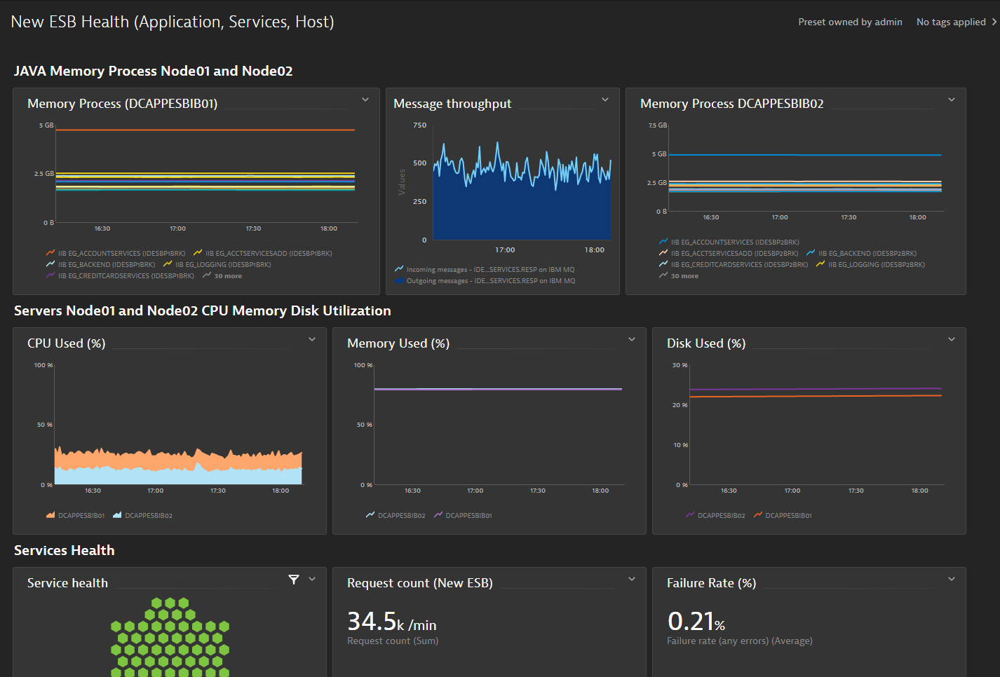 New ESB Health (Application, Services, Host)
Preset owned by admin No tags applied
JAVA Memory Process Node01 and Node02
Memory Process (DCAPPESBIB01)
5 GB
2.5 GB
0 B
16:30 17:00 17:30 18:00
IIB EG_ACCOUNTSERVICES (IDESBP1BRK) IIB EG_ACCTSERVICESADD (IDESBP1BRK)
IIB EG_BACKEND (IDESBP1BRK) IIB EG_LOGGING (IDESBP1BRK)
IIB EG_CREDITCARDSERVICES (IDESBP1BRK) 30 more
Message throughput
Values
750
500
250
0
17:00 18:00
Incoming messages - IDE...SERVICES.RESP on IBM MQ
Outgoing messages - IDE...SERVICES.RESP on IBM MQ
Memory Process DCAPPESBIB02
7.5 GB
5 GB
2.5 GB
0 B
16:30 17:00 17:30 18:00
IIB EG_ACCOUNTSERVICES (IDESBP2BRK)
IIB EG_ACCTSERVICESADD (IDESBP2BRK) IIB EG_BACKEND (IDESBP2BRK)
IIB EG_CREDITCARDSERVICES (IDESBP2BRK) IIB EG_LOGGING (IDESBP2BRK)
30 more
Servers Node01 and Node02 CPU Memory Disk Utilization
CPU Used (%)
100 %
50 %
0 %
16:30 17:00 17:30 18:00
DCAPPESBIB01 DCAPPESBIB02
Memory Used (%)
100 %
50 %
0 %
16:30 17:00 17:30 18:00
DCAPPESBIB02 DCAPPESBIB01
Disk Used (%)
30 %
20 %
10 %
0 %
16:30 17:00 17:30 18:00
DCAPPESBIB02 DCAPPESBIB01
Services Health
Service health
Request count (New ESB)
34.5k /min
Request count (Sum)
Failure Rate (%)
0.21%
Failure rate (any errors) (Average)